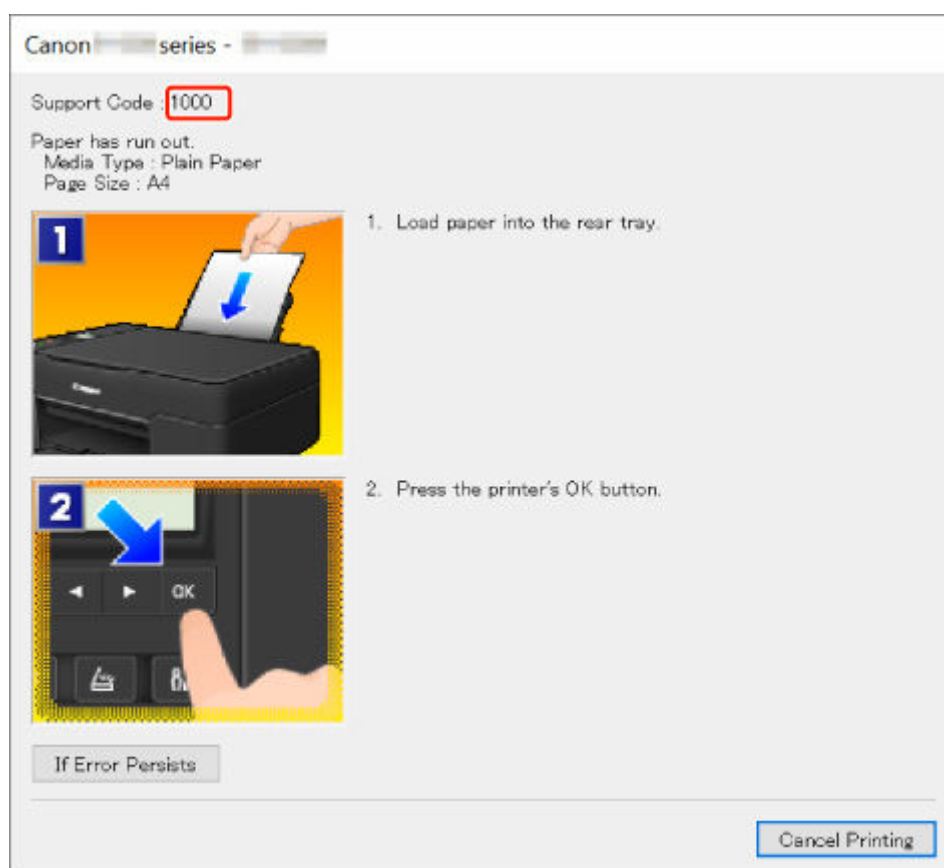 Canon series -
Support Code : 1000
Paper has run out.
Media Type : Plain Paper
Page Size : A4
1
1. Load paper into the rear tray.
2
2. Press the printer's OK button.
OK
If Error Persists
Cancel Printing